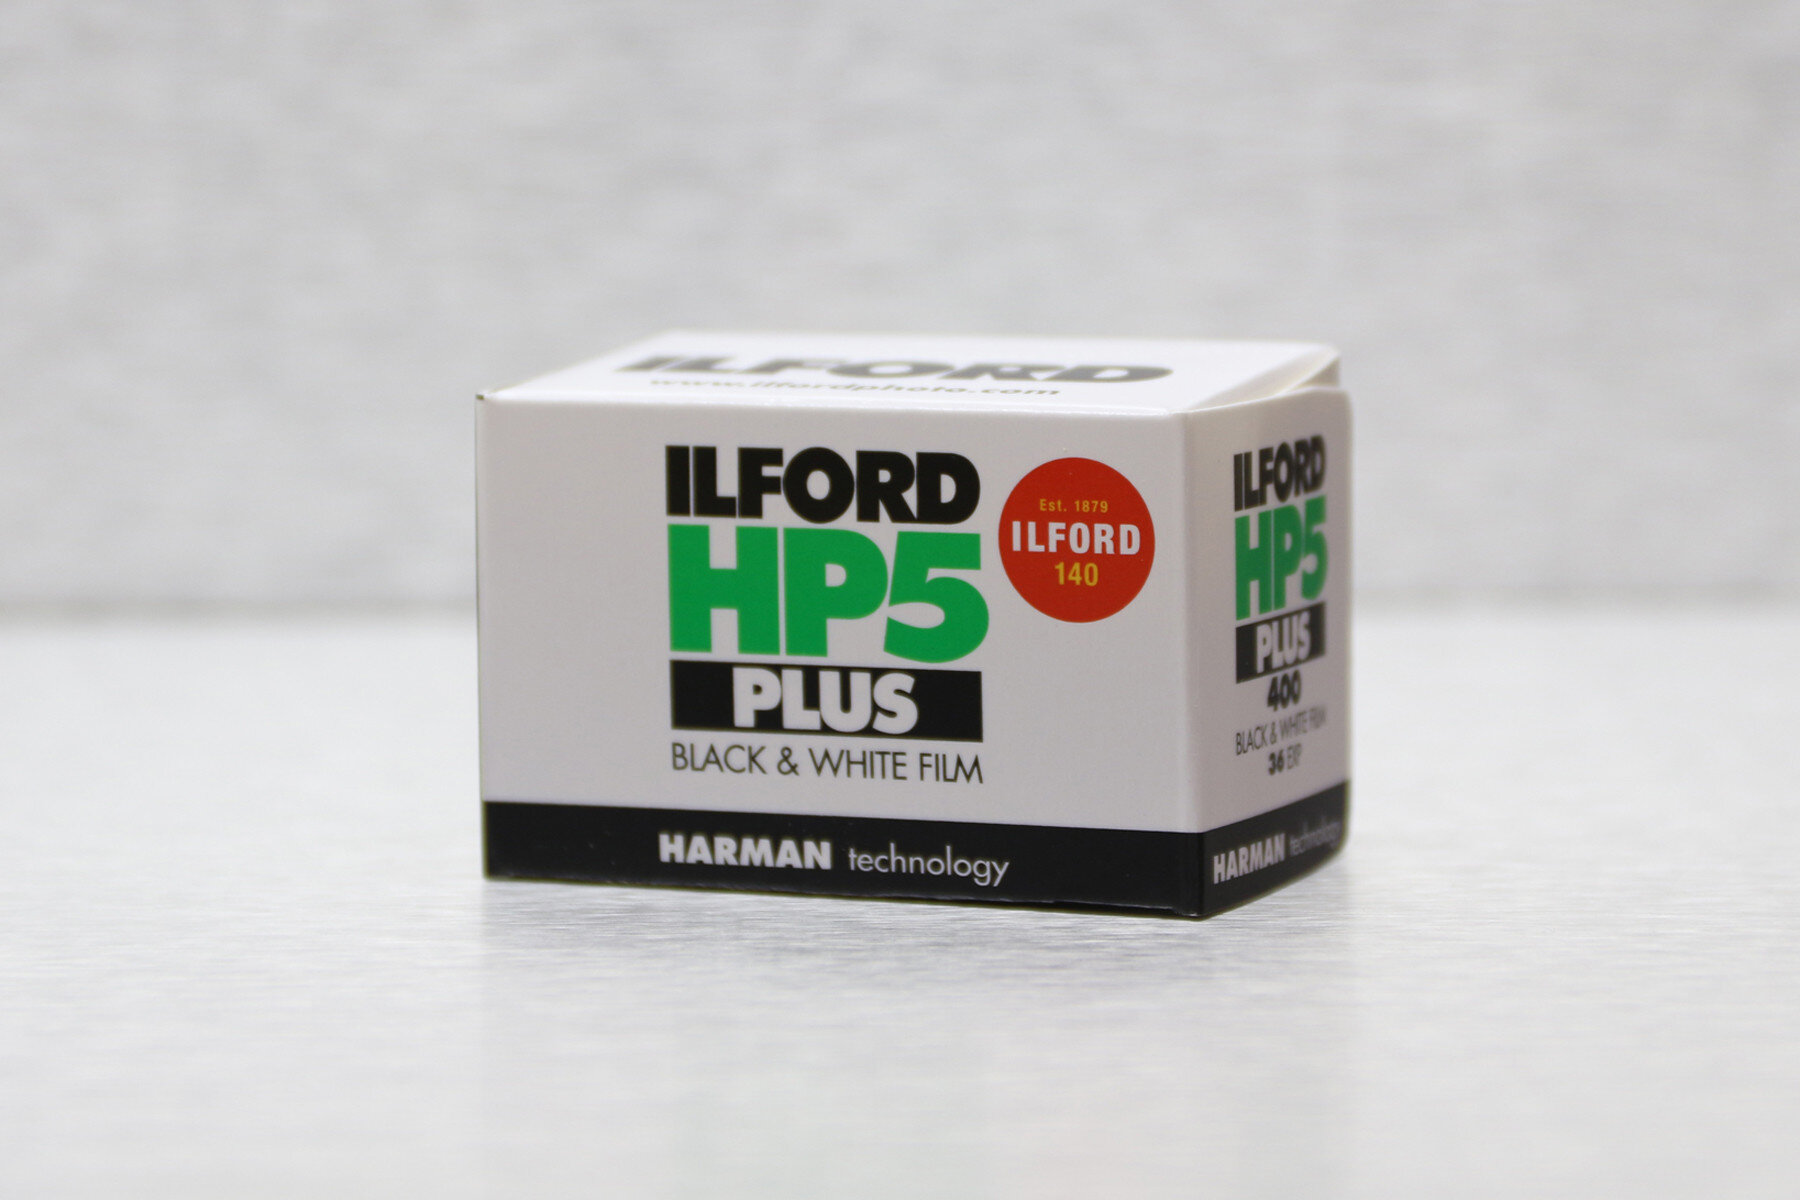 ILFORD
www.ilfordphoto.com
ILFORD
HP5
PLUS
BLACK & WHITE FILM
HARMAN technology
Est. 1879
ILFORD
140
ILFORD
HP5
PLUS
400
BLACK & WHITE FILM
36 EXP
HARMAN technology